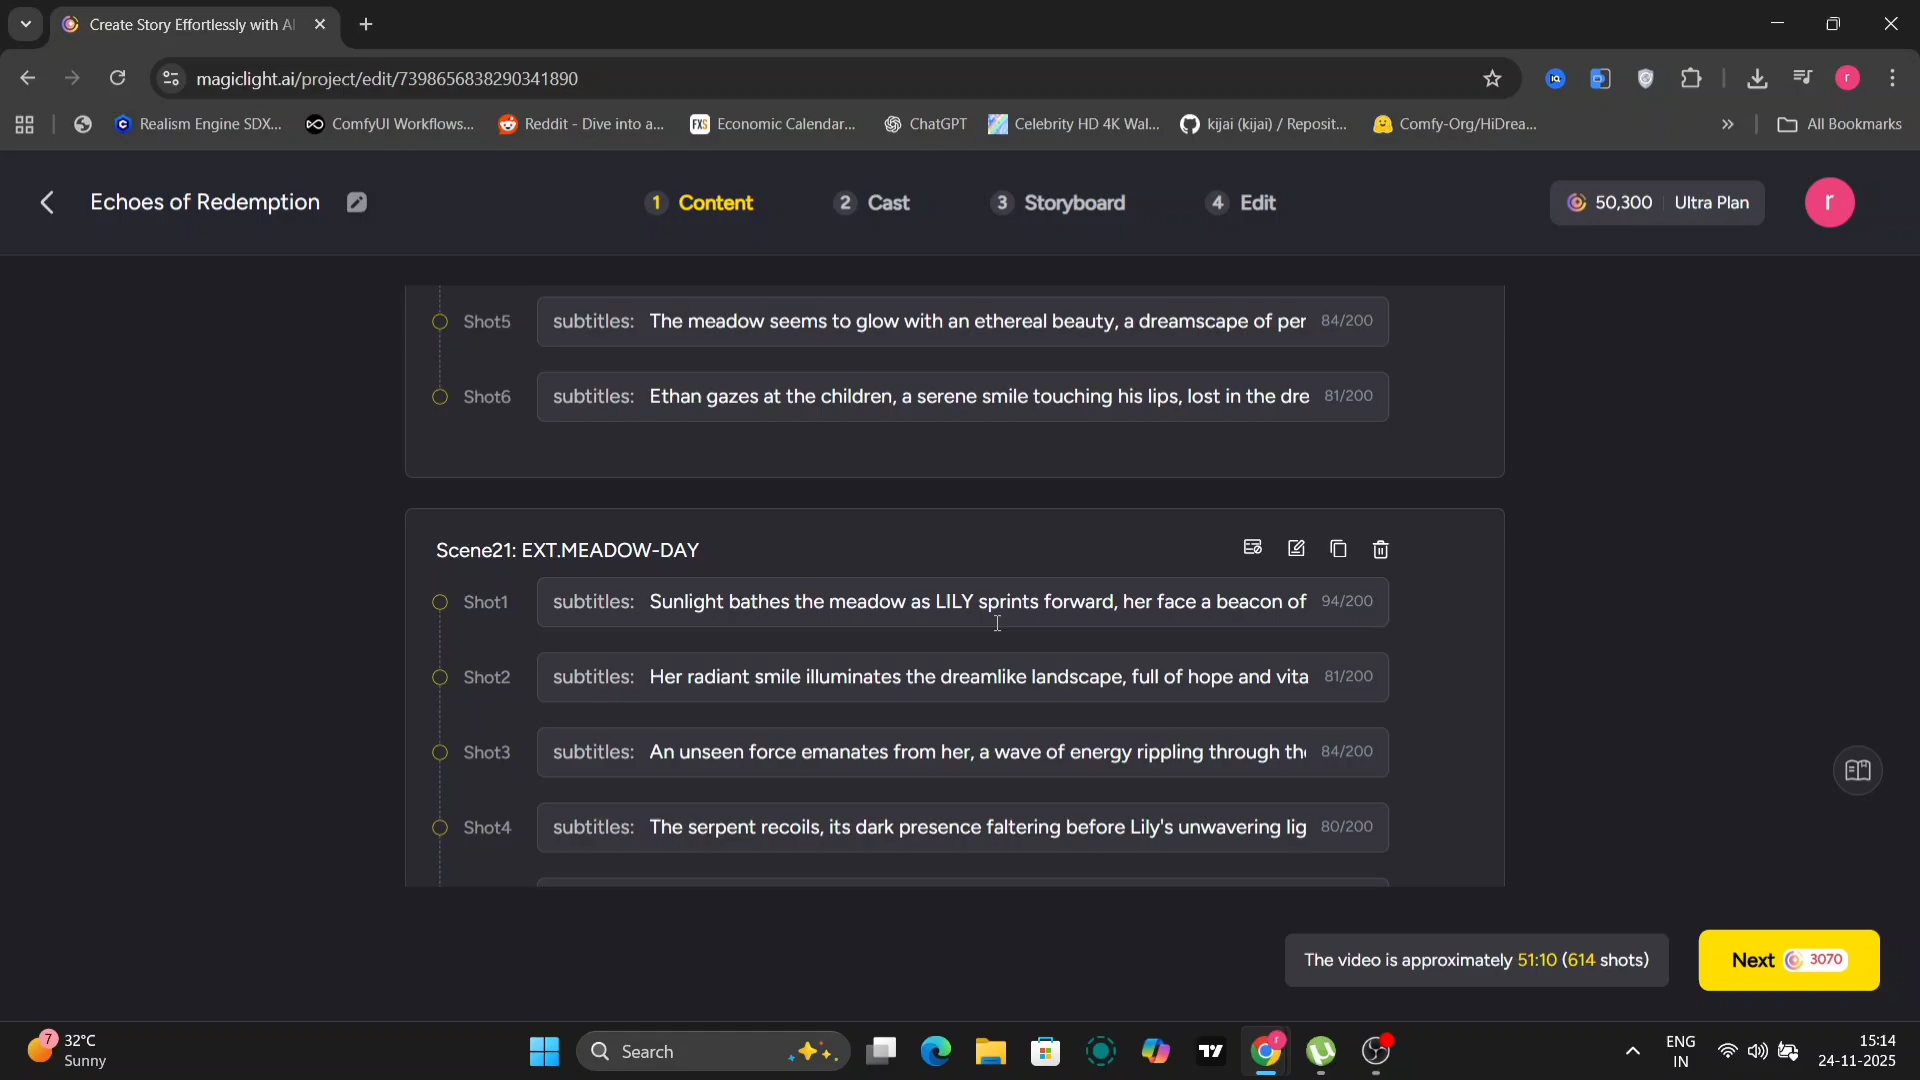 Create Story Effortlessly with AI
magiclight.ai/project/edit/7398656838290341890
r
Realism Engine SDX...
ComfyUI Workflows...
Reddit - Dive into a...
FXS
Economic Calendar...
ChatGPT
Celebrity HD 4K Wal...
kijai (kijai) / Reposit...
Comfy-Org/HiDrea...
All Bookmarks
Echoes of Redemption
1 Content
2 Cast
3 Storyboard
4 Edit
50,300
Ultra Plan
r
Shot5
subtitles: The meadow seems to glow with an ethereal beauty, a dreamscape of per
84/200
Shot6
subtitles: Ethan gazes at the children, a serene smile touching his lips, lost in the dre
81/200
Scene21: EXT.MEADOW-DAY
Shot1
subtitles: Sunlight bathes the meadow as LILY sprints forward, her face a beacon of
94/200
Shot2
subtitles: Her radiant smile illuminates the dreamlike landscape, full of hope and vita
81/200
Shot3
subtitles: An unseen force emanates from her, a wave of energy rippling through the
84/200
Shot4
subtitles: The serpent recoils, its dark presence faltering before Lily's unwavering lig
80/200
The video is approximately 51:10 (614 shots)
Next 3070
7
32°C
Sunny
Search
ENG
IN
15:14
24-11-2025